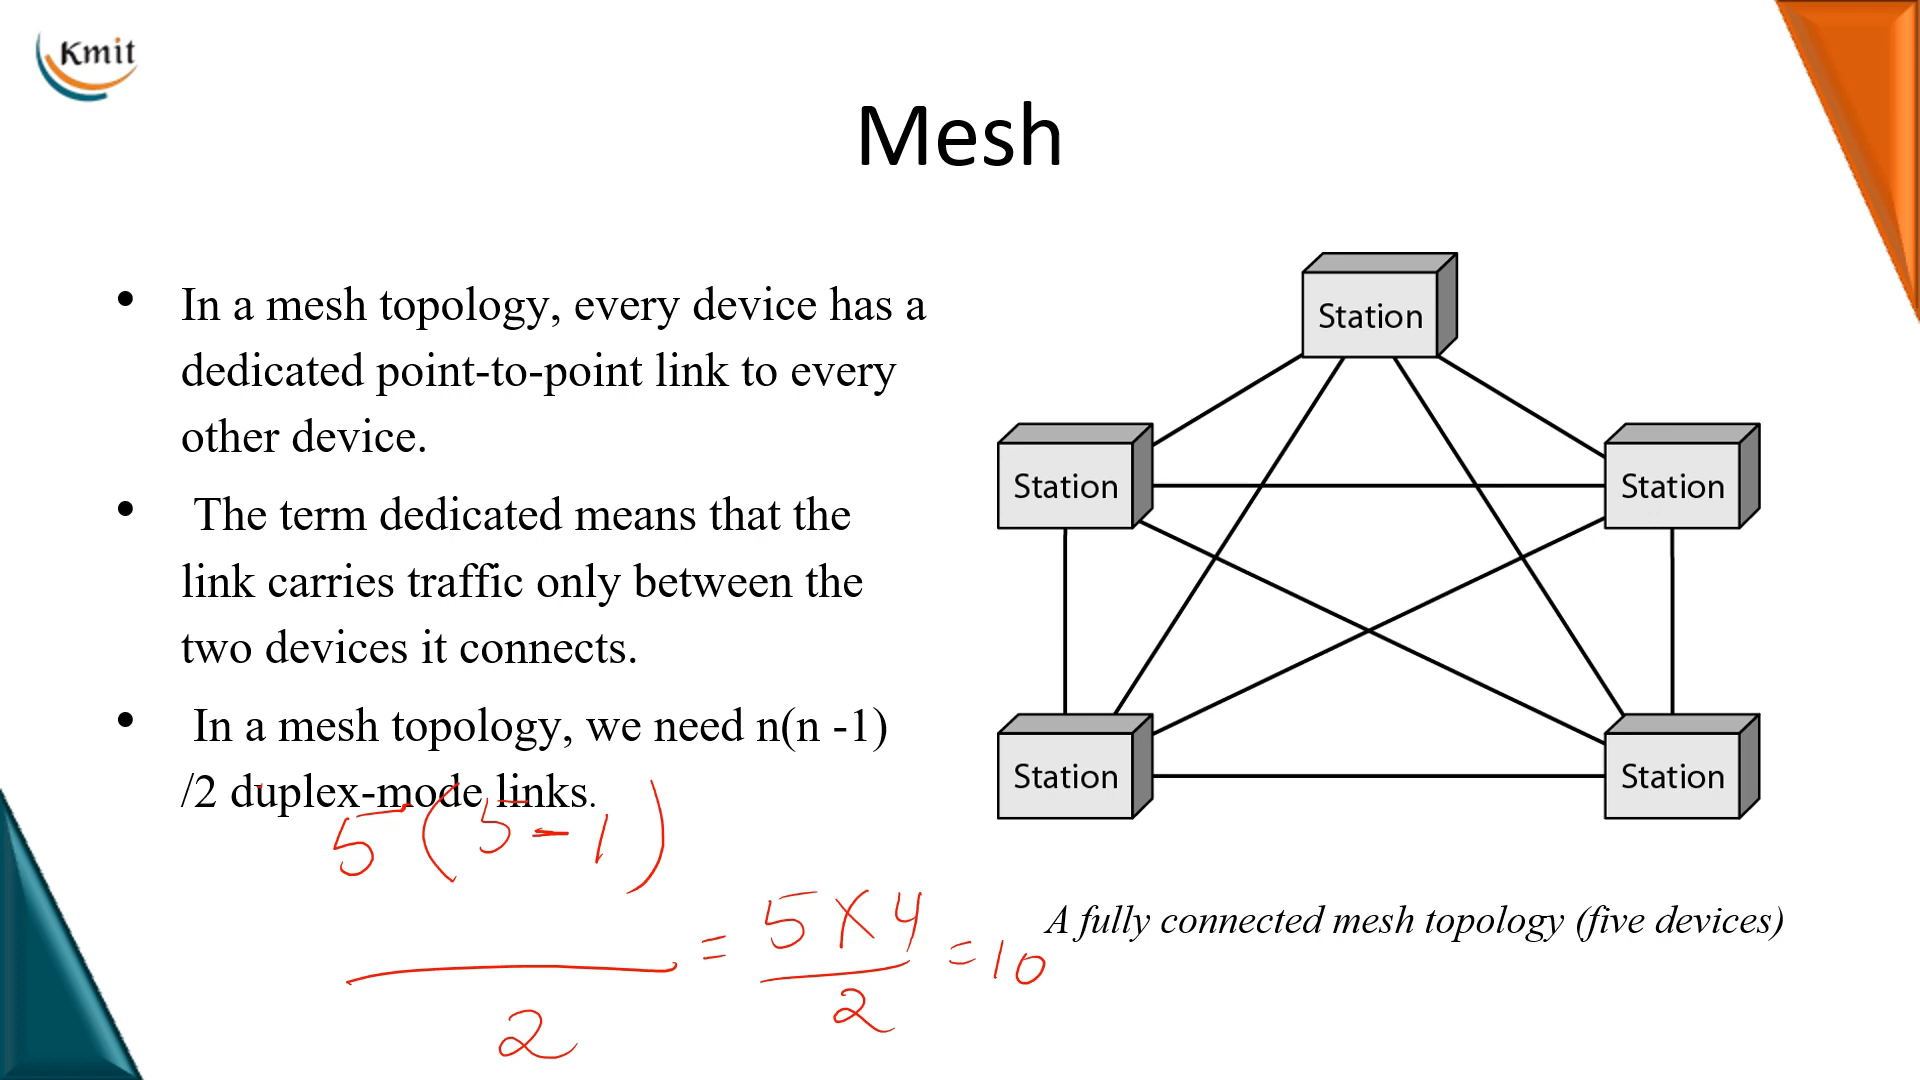 Kmit
Mesh
• In a mesh topology, every device has a
dedicated point-to-point link to every
other device.
• The term dedicated means that the
link carries traffic only between the
two devices it connects.
• In a mesh topology, we need n(n -1)
/2 duplex-mode links.
5(5-1)
2
= 5 X 4
2
= 10
Station
Station
Station
Station
Station
A fully connected mesh topology (five devices)